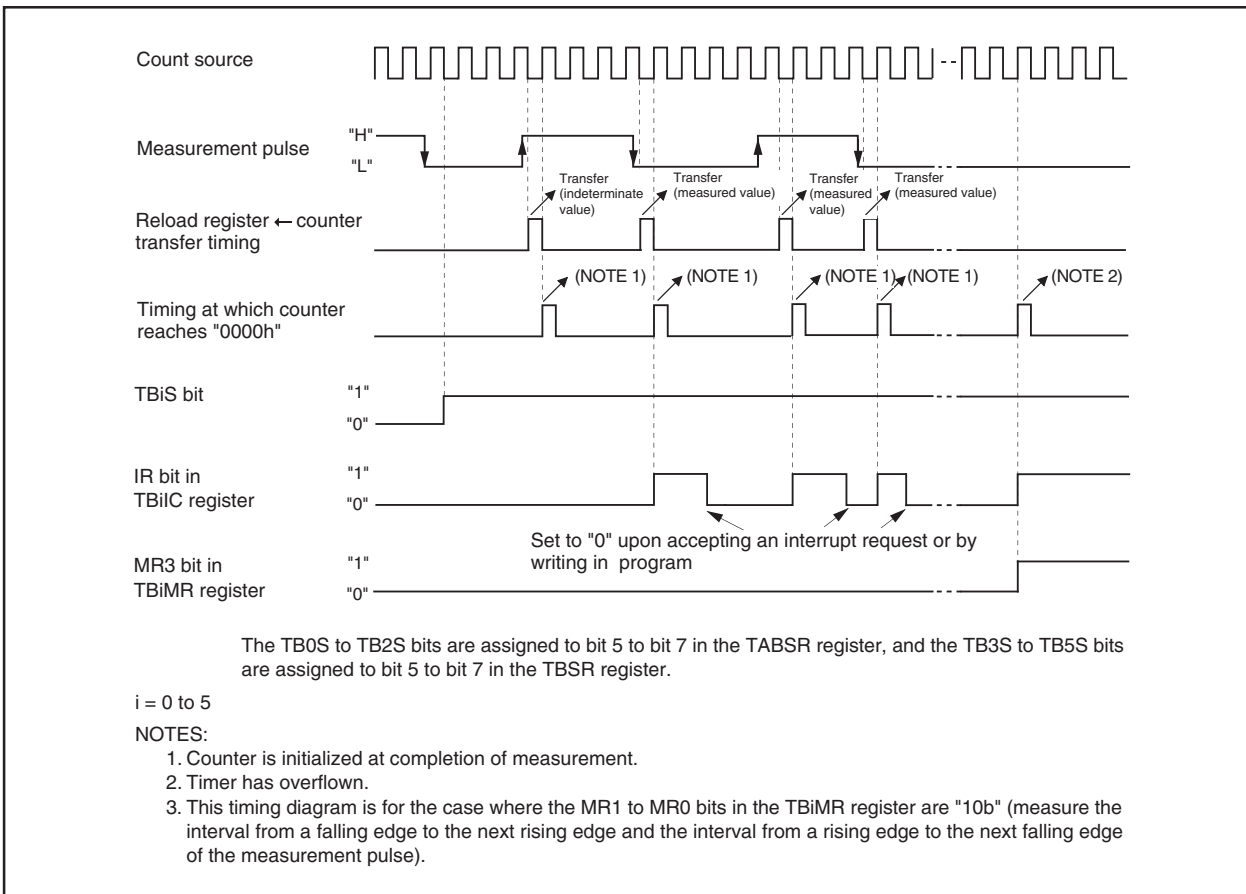 Count source
Measurement pulse
"H"
"L"
Transfer
(indeterminate
value)
Transfer
(measured value)
Transfer
(measured
value)
Transfer
(measured value)
Reload register ← counter
transfer timing
(NOTE 1)
(NOTE 1)
(NOTE 1)
(NOTE 1)
(NOTE 2)
Timing at which counter
reaches "0000h"
TBiS bit
"1"
"0"
IR bit in
TBiIC register
"1"
"0"
Set to "0" upon accepting an interrupt request or by
writing in program
MR3 bit in
TBiMR register
"1"
"0"
The TB0S to TB2S bits are assigned to bit 5 to bit 7 in the TABSR register, and the TB3S to TB5S bits
are assigned to bit 5 to bit 7 in the TBSR register.
i = 0 to 5
NOTES:
1. Counter is initialized at completion of measurement.
2. Timer has overflown.
3. This timing diagram is for the case where the MR1 to MR0 bits in the TBiMR register are "10b" (measure the
interval from a falling edge to the next rising edge and the interval from a rising edge to the next falling edge
of the measurement pulse).